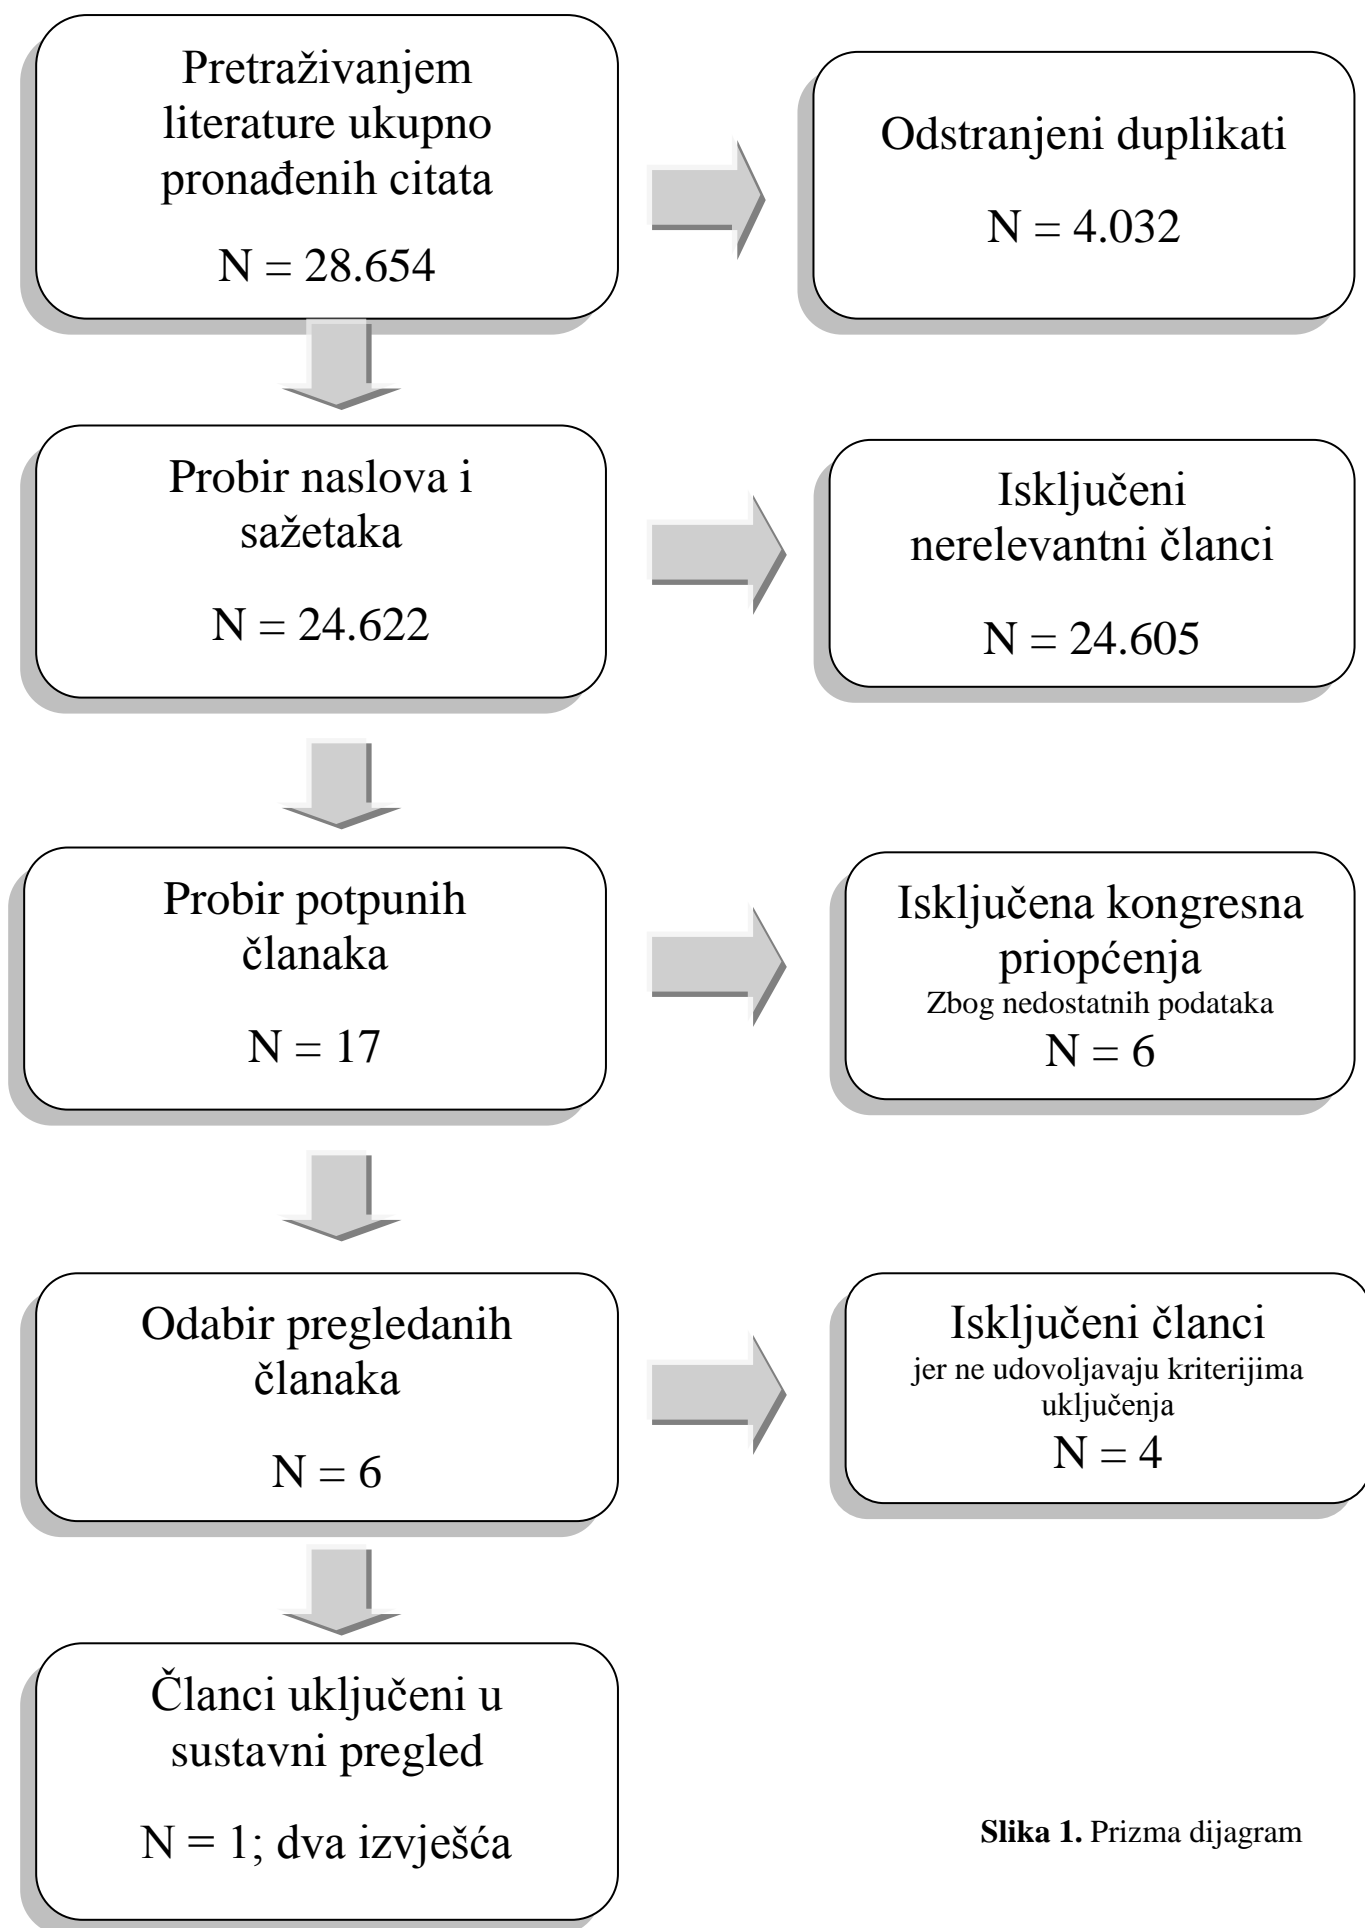 Pretraživanjem
literature ukupno
pronađenih citata
N = 28.654
Odstranjeni duplikati
N = 4.032
Probir naslova i
sažetaka
N = 24.622
Isključeni
nerelevantni članci
N = 24.605
Probir potpunih
članaka
N = 17
Isključena kongresna
priopćenja
Zbog nedostatnih podataka
N = 6
Odabir pregledanih
članaka
N = 6
Isključeni članci
jer ne udovoljavaju kriterijima
uključenja
N = 4
Članci uključeni u
sustavni pregled
N = 1; dva izvješća
Slika 1. Prizma dijagram